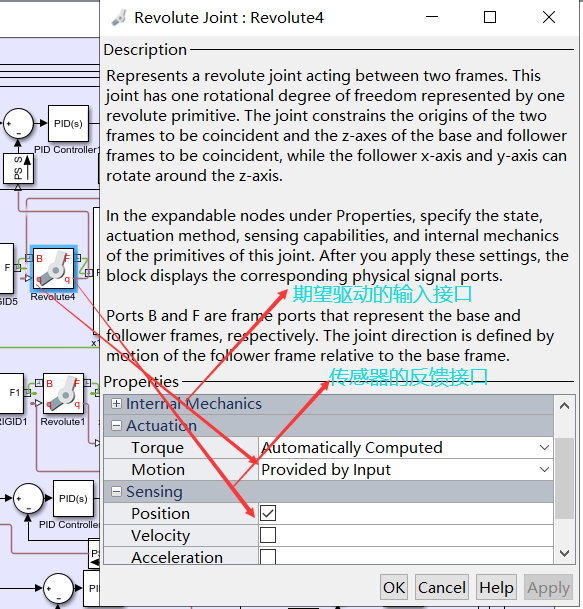 Revolute Joint : Revolute4
Description
Represents a revolute joint acting between two frames. This
joint has one rotational degree of freedom represented by one
revolute primitive. The joint constrains the origins of the two
frames to be coincident and the z-axes of the base and follower
frames to be coincident, while the follower x-axis and y-axis can
rotate around the z-axis.
In the expandable nodes under Properties, specify the state,
actuation method, sensing capabilities, and internal mechanics
of the primitives of this joint. After you apply these settings, the
block displays the corresponding physical signal ports.
期望驱动的输入接口
Ports B and F are frame ports that represent the base and
follower frames, respectively. The joint direction is defined by
motion of the follower frame relative to the base frame.
传感器的反馈接口
Properties
Internal Mechanics
Actuation
Torque Automatically Computed
Motion Provided by Input
Sensing
Position
Velocity
Acceleration
OK Cancel Help Apply
PID(s)
PID Controller
PS S
F
B F
q q
GID5
Revolute4
x1
F1
B F
q q
RIGID1
Revolute1
PID(s)
PID Controlle
PS
PI